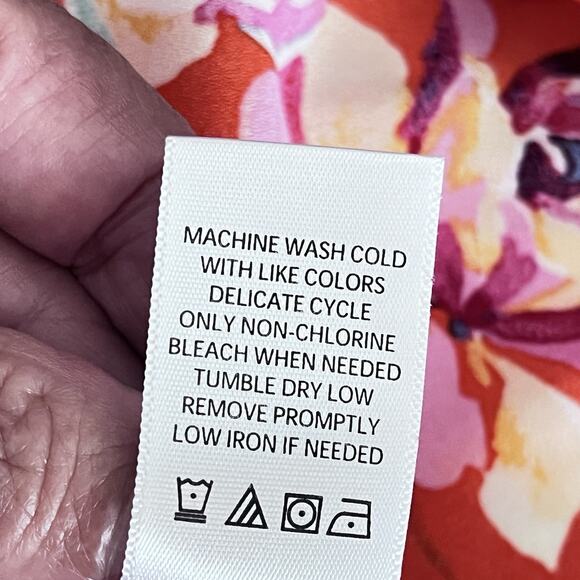 MACHINE WASH COLD
WITH LIKE COLORS
DELICATE CYCLE
ONLY NON-CHLORINE
BLEACH WHEN NEEDED
TUMBLE DRY LOW
REMOVE PROMPTLY
LOW IRON IF NEEDED